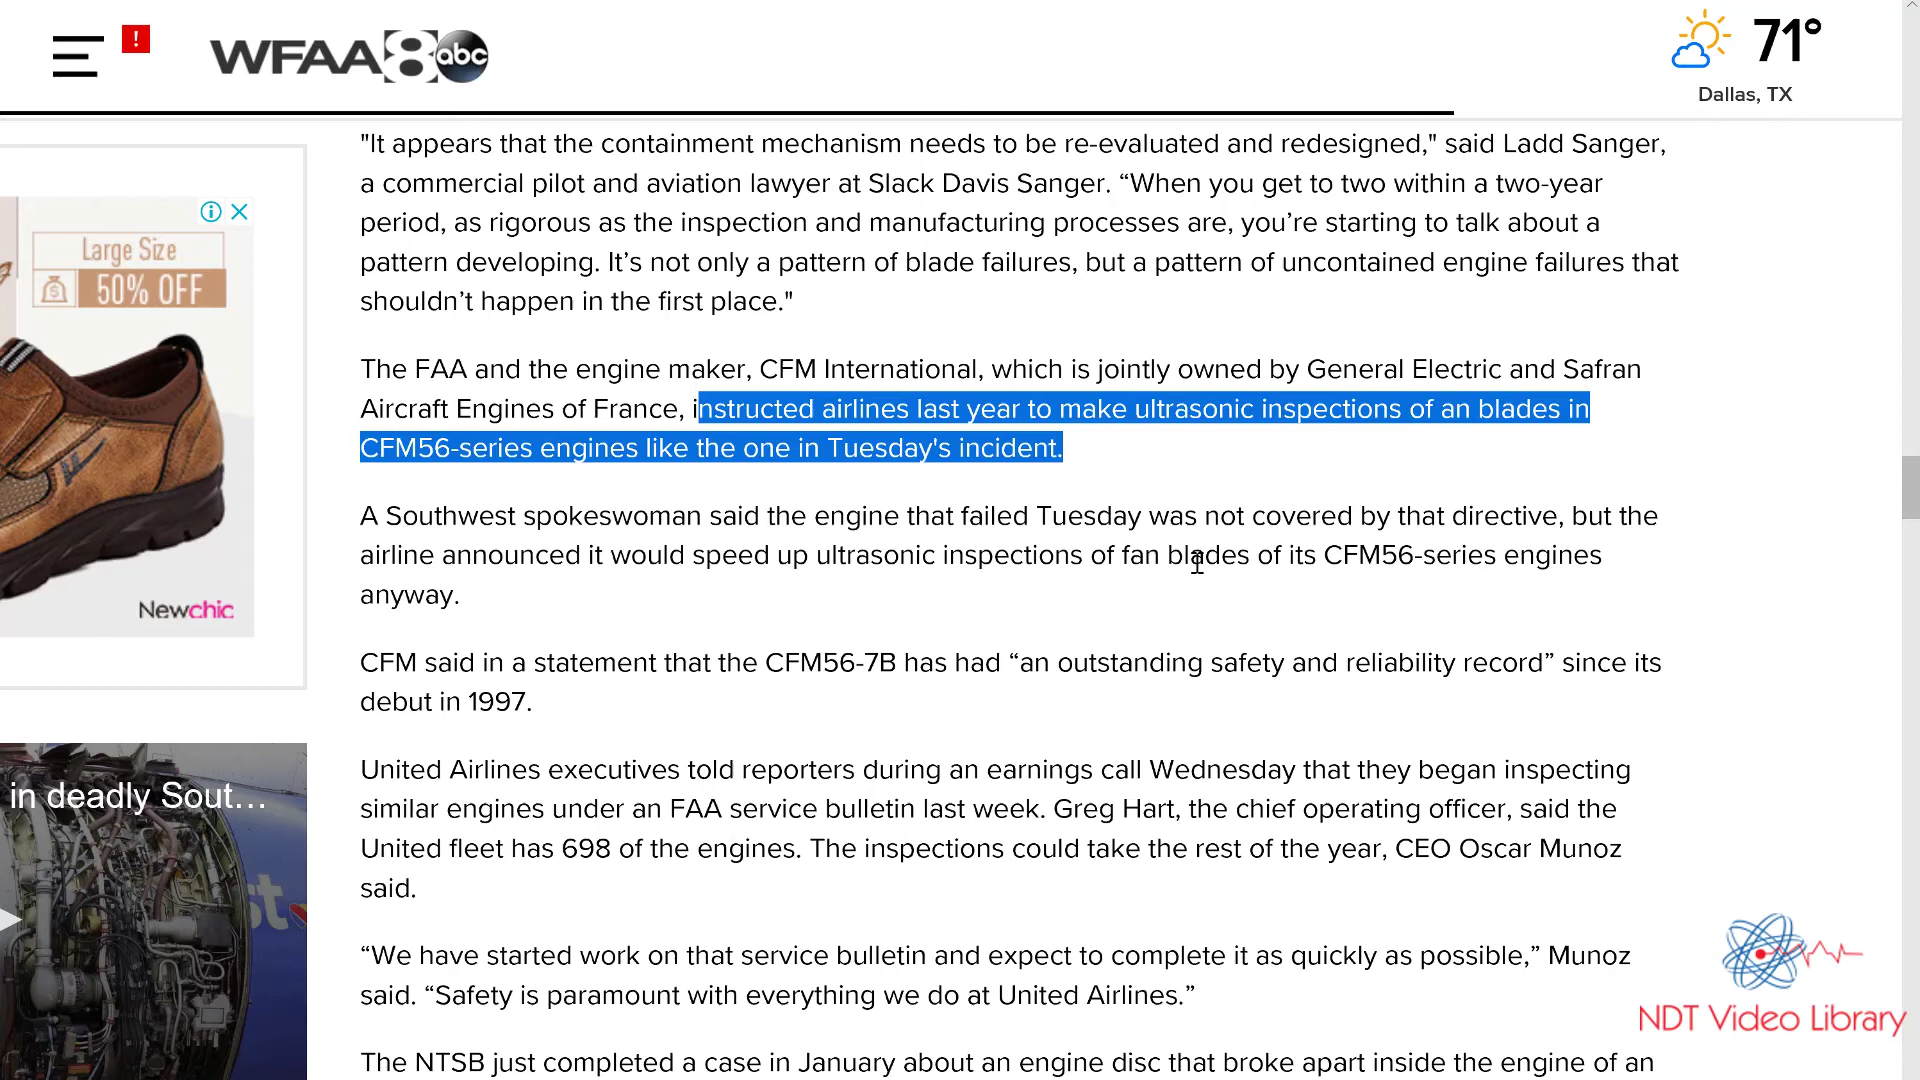 !
WFAA 8 abc
71°
Dallas, TX
"It appears that the containment mechanism needs to be re-evaluated and redesigned," said Ladd Sanger,
a commercial pilot and aviation lawyer at Slack Davis Sanger. “When you get to two within a two-year
period, as rigorous as the inspection and manufacturing processes are, you’re starting to talk about a
pattern developing. It’s not only a pattern of blade failures, but a pattern of uncontained engine failures that
shouldn’t happen in the first place."
The FAA and the engine maker, CFM International, which is jointly owned by General Electric and Safran
Aircraft Engines of France, instructed airlines last year to make ultrasonic inspections of an blades in
CFM56-series engines like the one in Tuesday's incident.
A Southwest spokeswoman said the engine that failed Tuesday was not covered by that directive, but the
airline announced it would speed up ultrasonic inspections of fan blades of its CFM56-series engines
anyway.
CFM said in a statement that the CFM56-7B has had “an outstanding safety and reliability record” since its
debut in 1997.
United Airlines executives told reporters during an earnings call Wednesday that they began inspecting
similar engines under an FAA service bulletin last week. Greg Hart, the chief operating officer, said the
United fleet has 698 of the engines. The inspections could take the rest of the year, CEO Oscar Munoz
said.
“We have started work on that service bulletin and expect to complete it as quickly as possible,” Munoz
said. “Safety is paramount with everything we do at United Airlines.”
The NTSB just completed a case in January about an engine disc that broke apart inside the engine of an
Large Size
$ 50% OFF
Newchic
in deadly Sout...
NDT Video Library